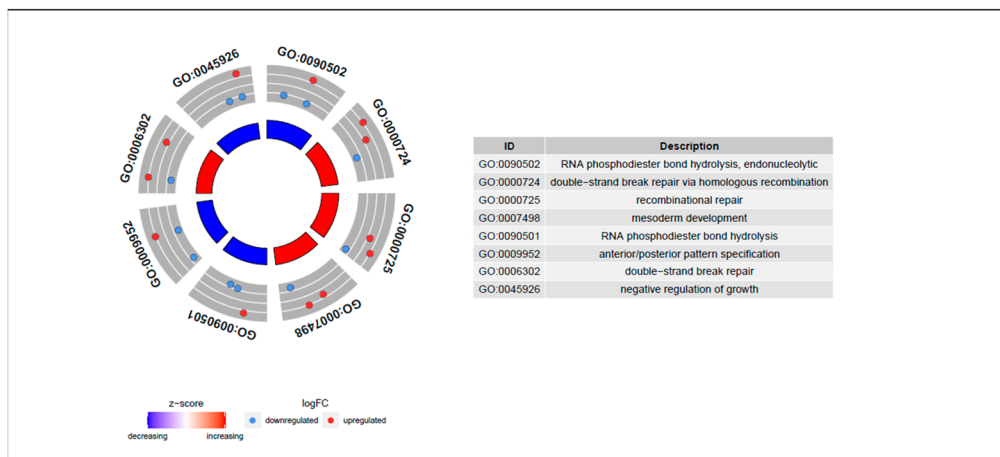 GO:0045926
GO:0090502
GO:0006302
GO:0000724
GO:0009952
GO:0000725
GO:0090501
GO:0007498
ID Description
GO:0090502 RNA phosphodiester bond hydrolysis, endonucleolytic
GO:0000724 double−strand break repair via homologous recombination
GO:0000725 recombinational repair
GO:0007498 mesoderm development
GO:0090501 RNA phosphodiester bond hydrolysis
GO:0009952 anterior/posterior pattern specification
GO:0006302 double−strand break repair
GO:0045926 negative regulation of growth
z−score logFC
downregulated upregulated
decreasing increasing